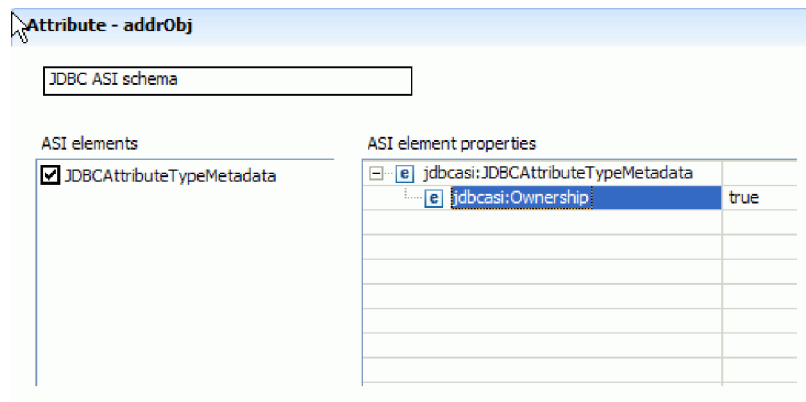 Attribute - addrObj
JDBC ASI schema
ASI elements
ASI element properties
JDBCAttributeTypeMetadata
e jdbcasi:JDBCAttributeTypeMetadata
e jdbcasi:Ownership true